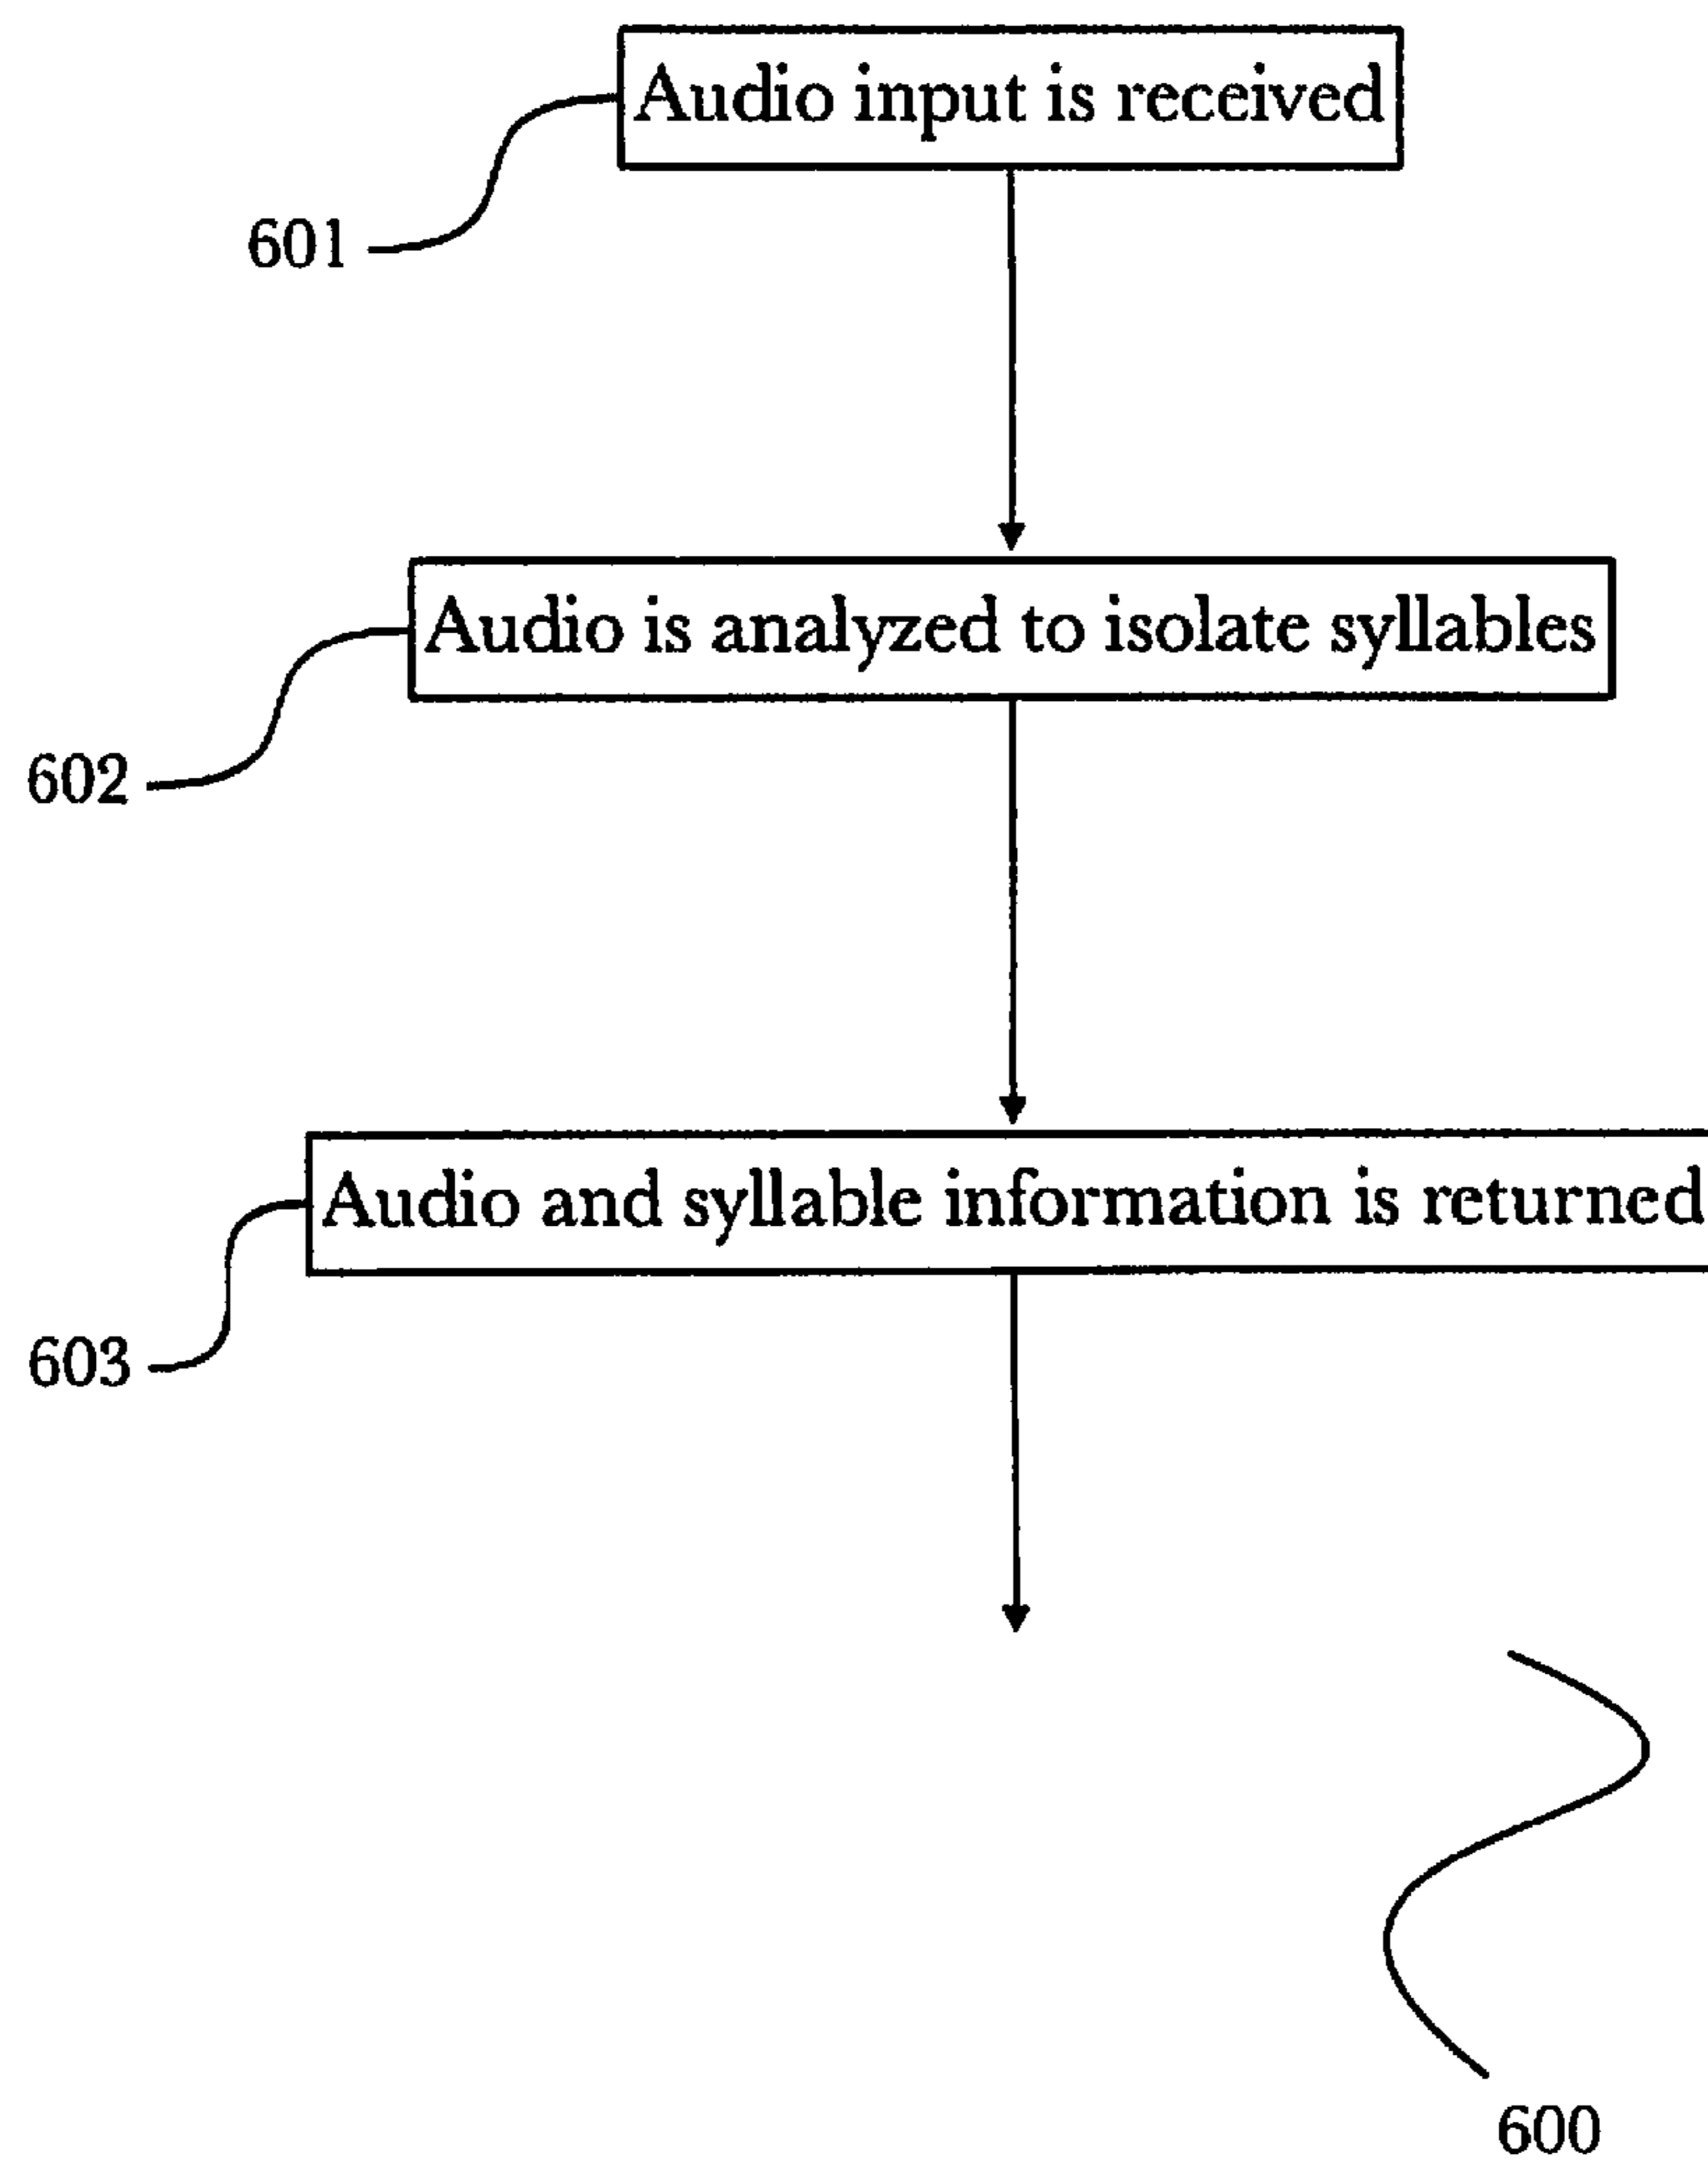 Audio input is received
601
Audio is analyzed to isolate syllables
602
Audio and syllable information is returned
603
600